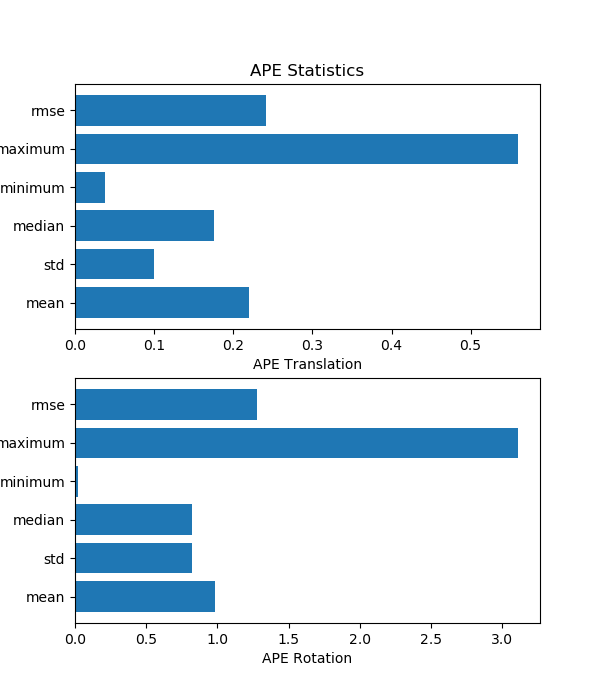 APE Statistics
rmse
maximum
minimum
median
std
mean
0.0 0.1 0.2 0.3 0.4 0.5
APE Translation
rmse
maximum
minimum
median
std
mean
0.0 0.5 1.0 1.5 2.0 2.5 3.0
APE Rotation